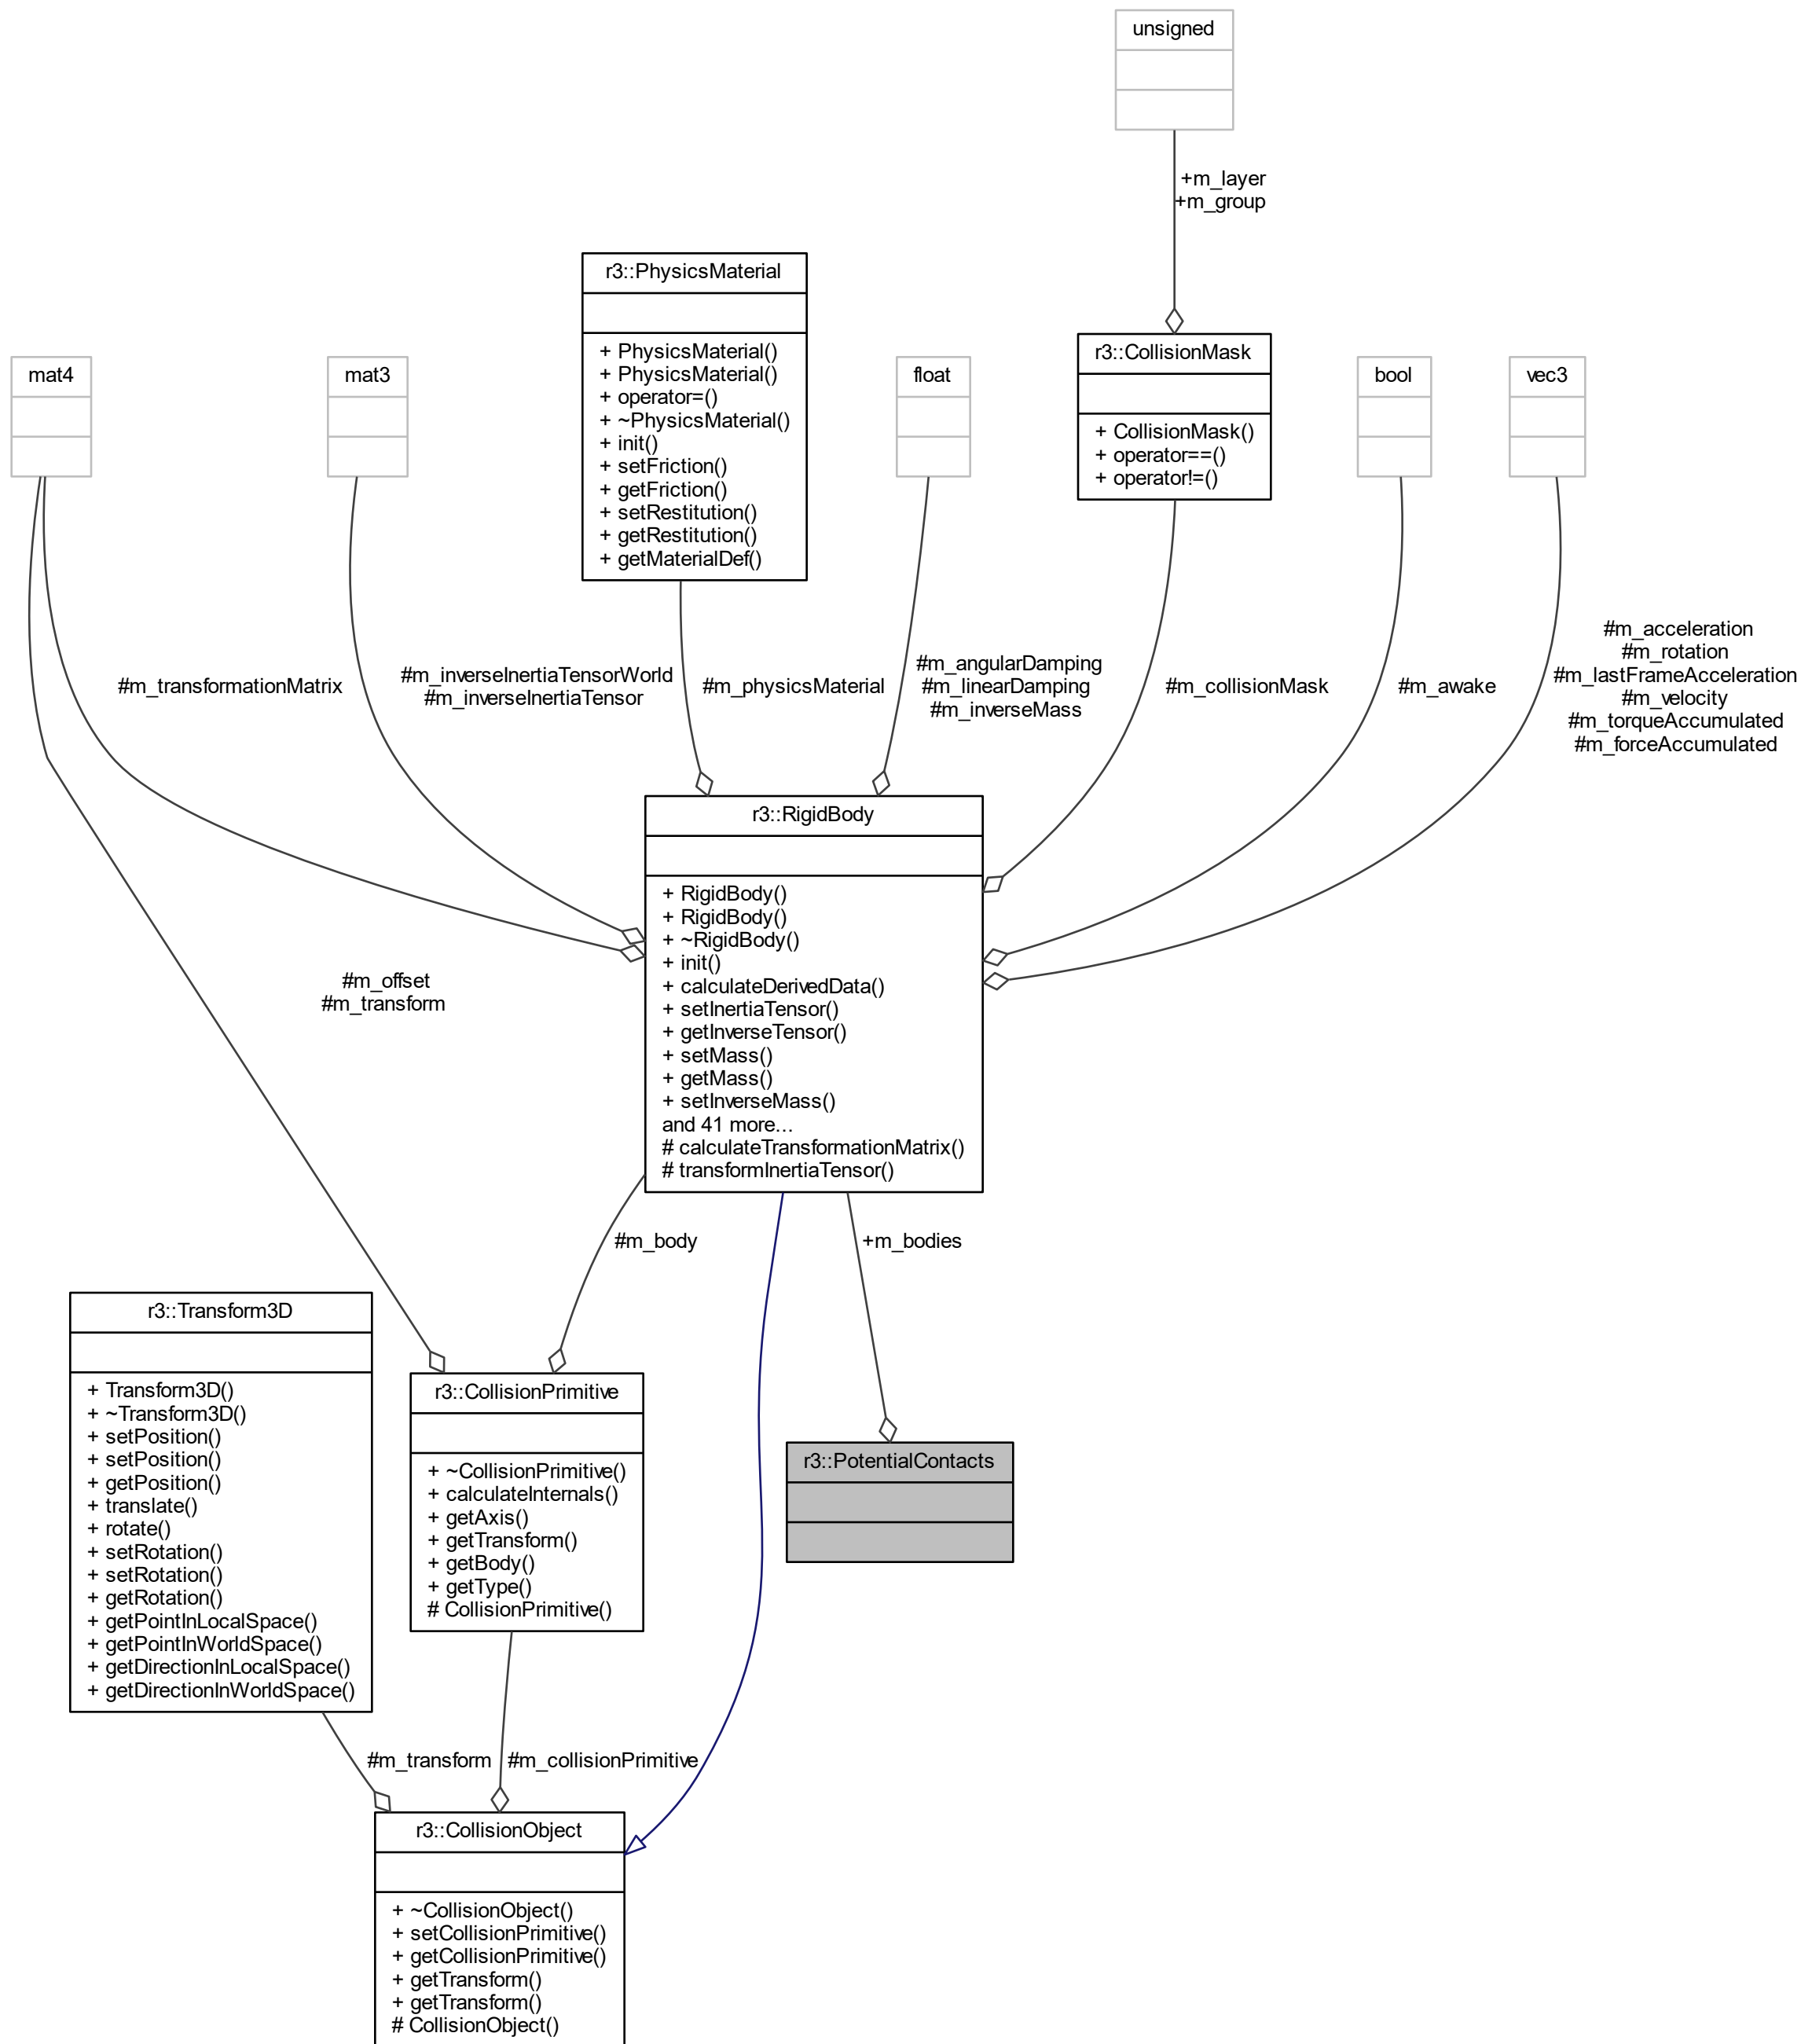 unsigned
+m_layer
+m_group
r3::PhysicsMaterial
+ PhysicsMaterial()
+ PhysicsMaterial()
+ operator=()
+ ~PhysicsMaterial()
+ init()
+ setFriction()
+ getFriction()
+ setRestitution()
+ getRestitution()
+ getMaterialDef()
r3::CollisionMask
+ CollisionMask()
+ operator==()
+ operator!=()
mat4
mat3
float
bool
vec3
#m_transformationMatrix
#m_inverseInertiaTensorWorld
#m_inverseInertiaTensor
#m_physicsMaterial
#m_angularDamping
#m_linearDamping
#m_inverseMass
#m_collisionMask
#m_awake
#m_acceleration
#m_rotation
#m_lastFrameAcceleration
#m_velocity
#m_torqueAccumulated
#m_forceAccumulated
r3::RigidBody
+ RigidBody()
+ RigidBody()
+ ~RigidBody()
+ init()
+ calculateDerivedData()
+ setInertiaTensor()
+ getInverseTensor()
+ setMass()
+ getMass()
+ setInverseMass()
and 41 more...
# calculateTransformationMatrix()
# transformInertiaTensor()
#m_offset
#m_transform
#m_body
+m_bodies
r3::Transform3D
+ Transform3D()
+ ~Transform3D()
+ setPosition()
+ setPosition()
+ getPosition()
+ translate()
+ rotate()
+ setRotation()
+ setRotation()
+ getRotation()
+ getPointInLocalSpace()
+ getPointInWorldSpace()
+ getDirectionInLocalSpace()
+ getDirectionInWorldSpace()
r3::CollisionPrimitive
+ ~CollisionPrimitive()
+ calculateInternals()
+ getAxis()
+ getTransform()
+ getBody()
+ getType()
# CollisionPrimitive()
r3::PotentialContacts
#m_transform
#m_collisionPrimitive
r3::CollisionObject
+ ~CollisionObject()
+ setCollisionPrimitive()
+ getCollisionPrimitive()
+ getTransform()
+ getTransform()
# CollisionObject()